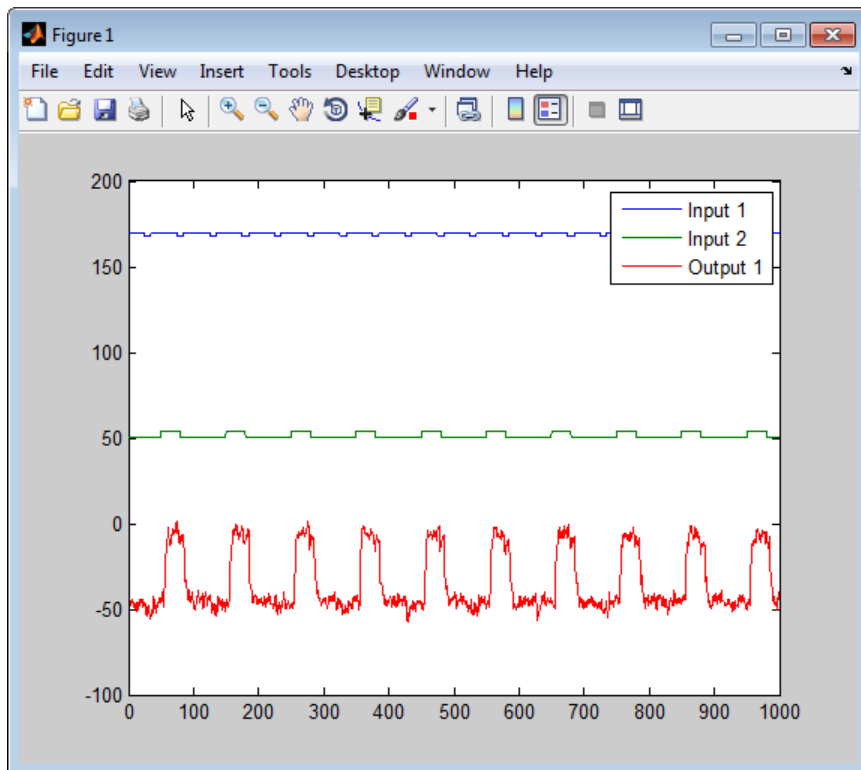 Figure 1
File Edit View Insert Tools Desktop Window Help
200
150
100
50
0
-50
-100
0 100 200 300 400 500 600 700 800 900 1000
Input 1
Input 2
Output 1